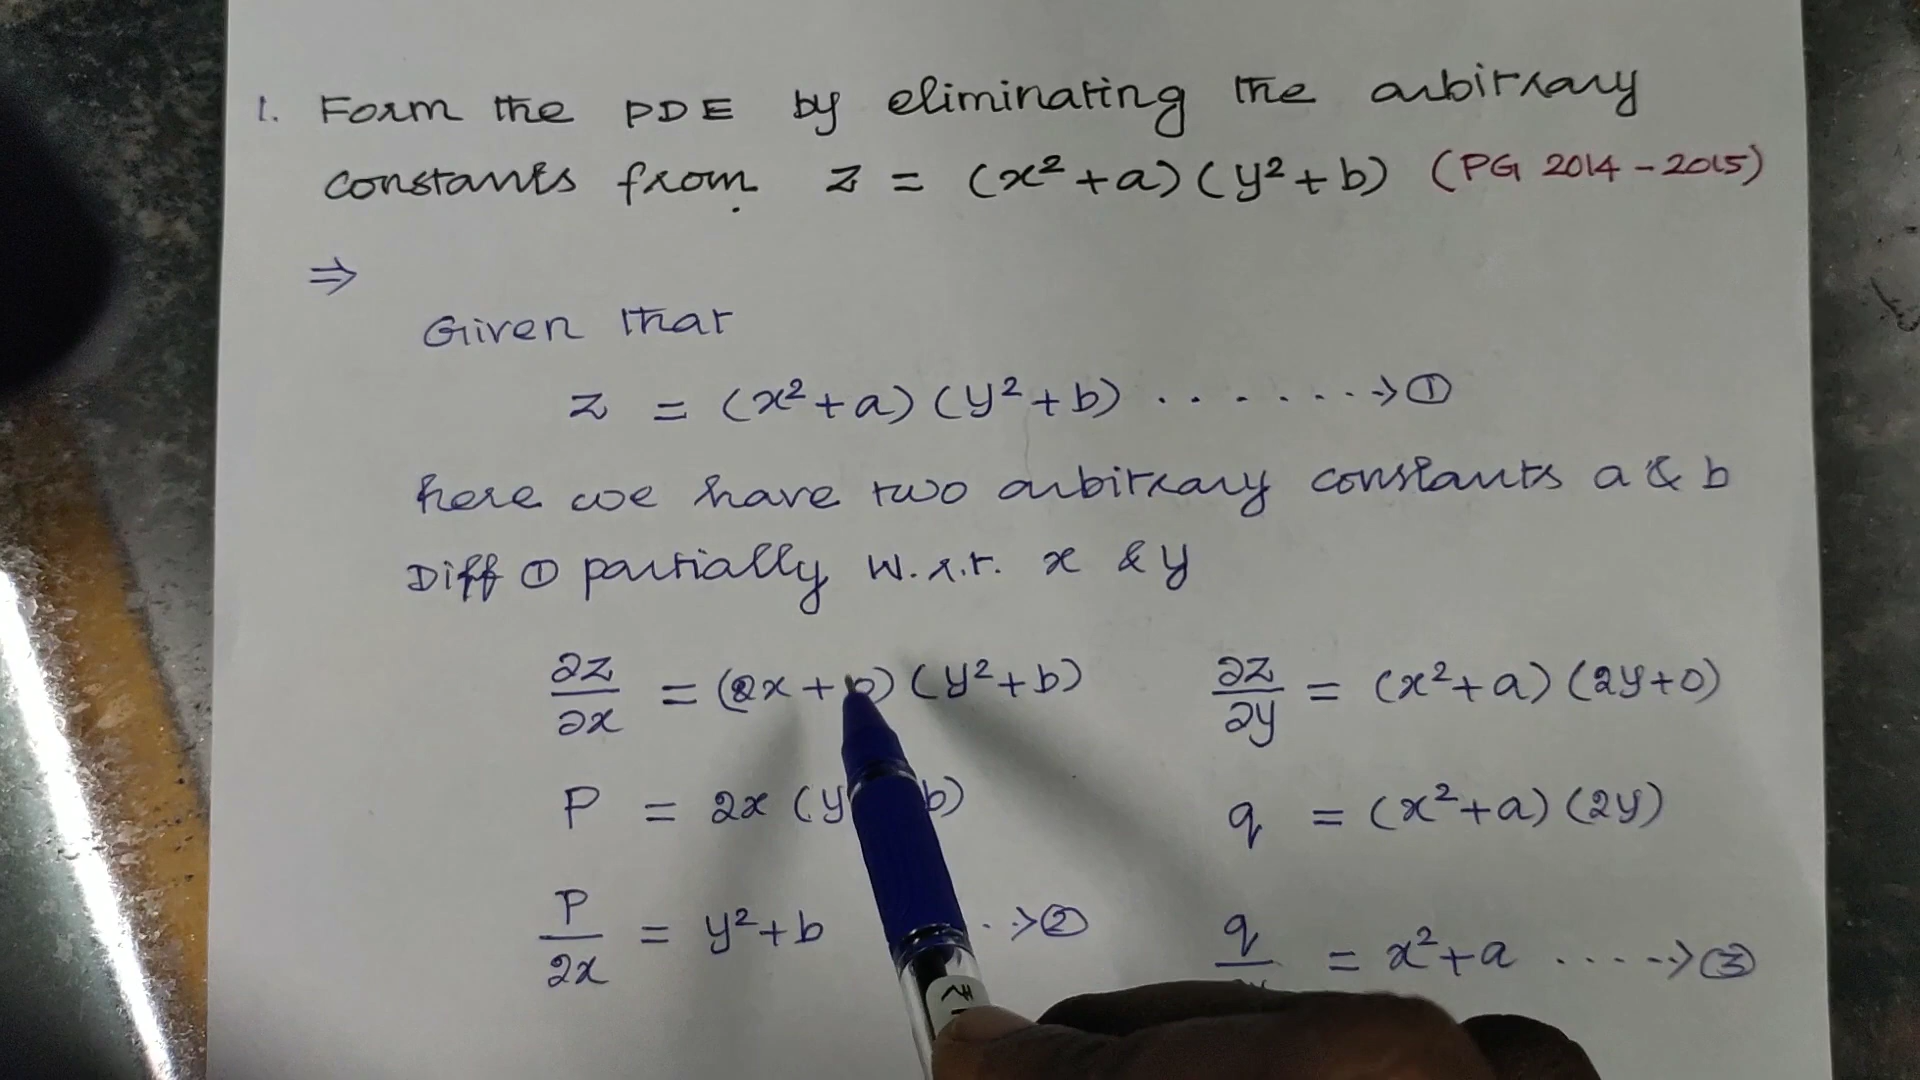 1. Form the PDE by eliminating the arbitrary
constants from z = (x²+a)(y²+b) (PG 2014-2015)
⇒
Given that
z = (x²+a)(y²+b) ........→①
here we have two arbitrary constants a & b
Diff ① partially w.r.t. x & y
∂z/∂x = (2x+0)(y²+b) ∂z/∂y = (x²+a)(2y+0)
P = 2x (y b) q = (x²+a)(2y)
P/2x = y²+b ..→② q = x²+a .....→③